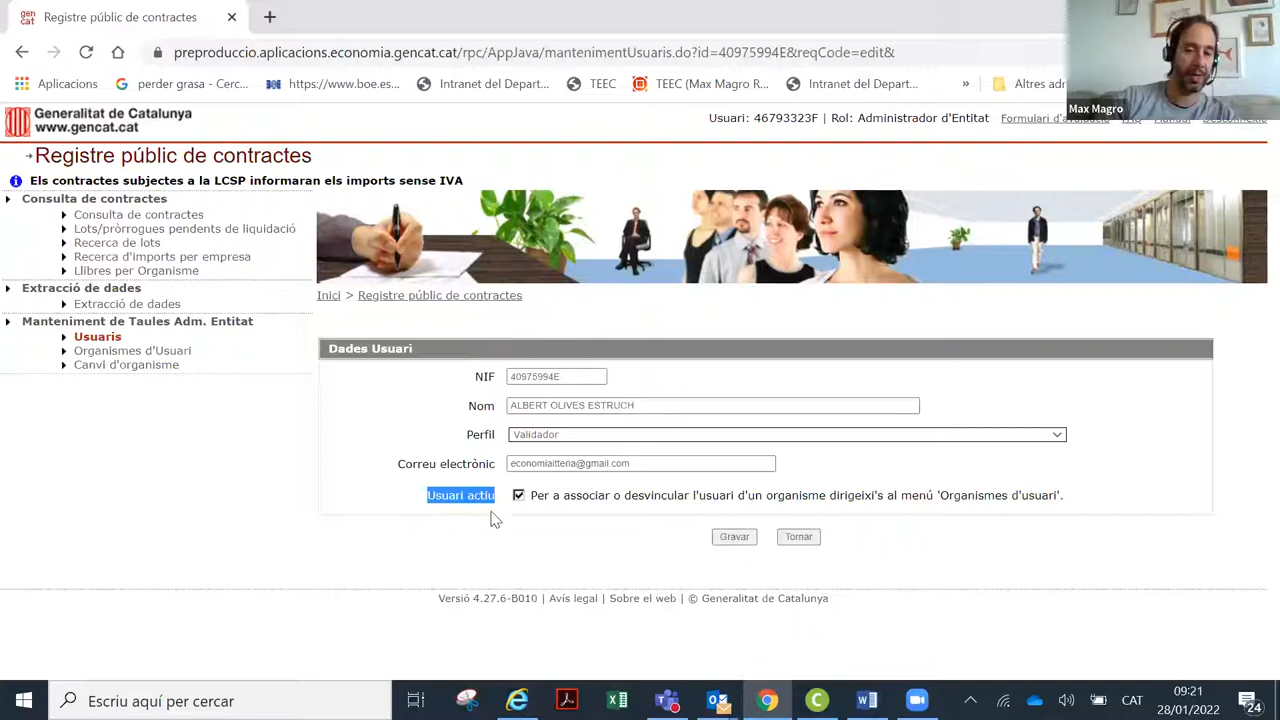 Registre públic de contractes
preproduccio.aplicacions.economia.gencat.cat/rpc/AppJava/mantenimentUsuaris.do?id=40975994E&reqCode=edit&
Aplicacions
perder grasa - Cerc...
https://www.boe.es...
Intranet del Depart...
TEEC
TEEC (Max Magro R...
Intranet del Depart...
»
Altres adr
Max Magro
Generalitat de Catalunya
www.gencat.cat
Usuari: 46793323F | Rol: Administrador d'Entitat
Registre públic de contractes
Els contractes subjectes a la LCSP informaran els imports sense IVA
Consulta de contractes
Consulta de contractes
Lots/pròrrogues pendents de liquidació
Recerca de lots
Recerca d'imports per empresa
Llibres per Organisme
Extracció de dades
Extracció de dades
Manteniment de Taules Adm. Entitat
Usuaris
Organismes d'Usuari
Canvi d'organisme
Inici > Registre públic de contractes
Dades Usuari
NIF 40975994E
Nom ALBERT OLIVES ESTRUCH
Perfil Validador
Correu electrònic economiaitteria@gmail.com
Usuari actiu Per a associar o desvincular l'usuari d'un organisme dirigeixi's al menú 'Organismes d'usuari'.
Gravar Tornar
Versió 4.27.6-B010 | Avís legal | Sobre el web | © Generalitat de Catalunya
Escriu aquí per cercar
CAT
09:21
28/01/2022
24